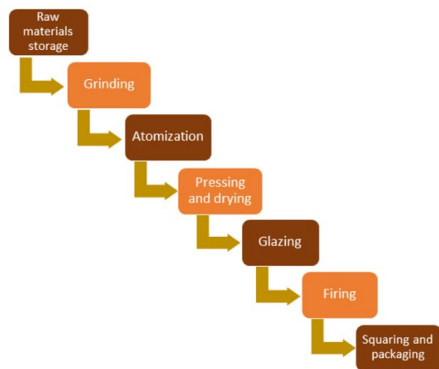 Raw
materials
storage
Grinding
Atomization
Pressing
and drying
Glazing
Firing
Squaring and
packaging